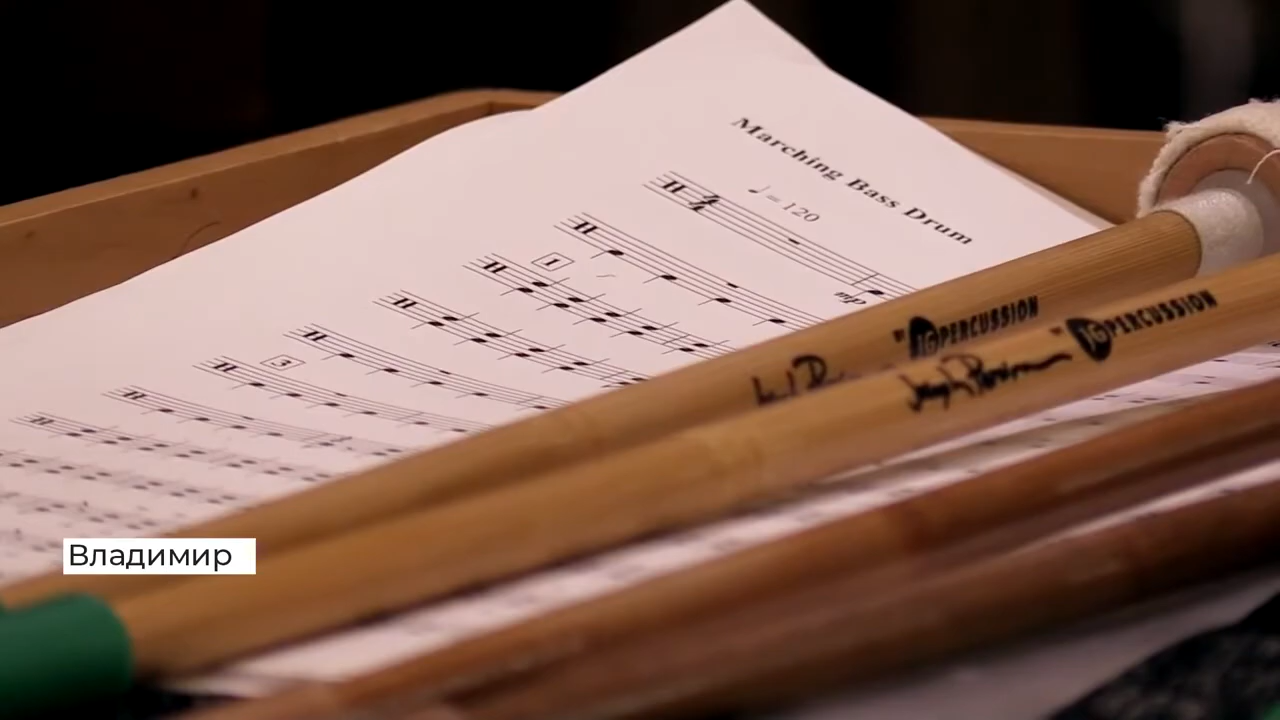 Marching Bass Drum
♩ = 120
mp
1
3
PERCUSSION
PERCUSSION
Владимир